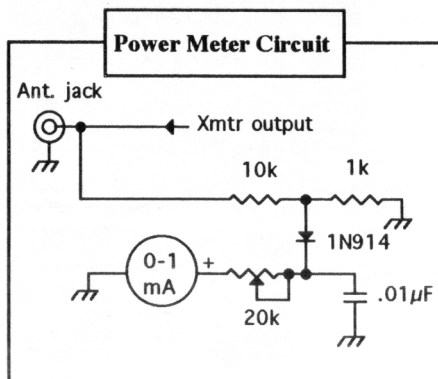 Power Meter Circuit
Ant. jack
Xmtr output
10k
1k
1N914
0-1
mA
+
20k
.01µF